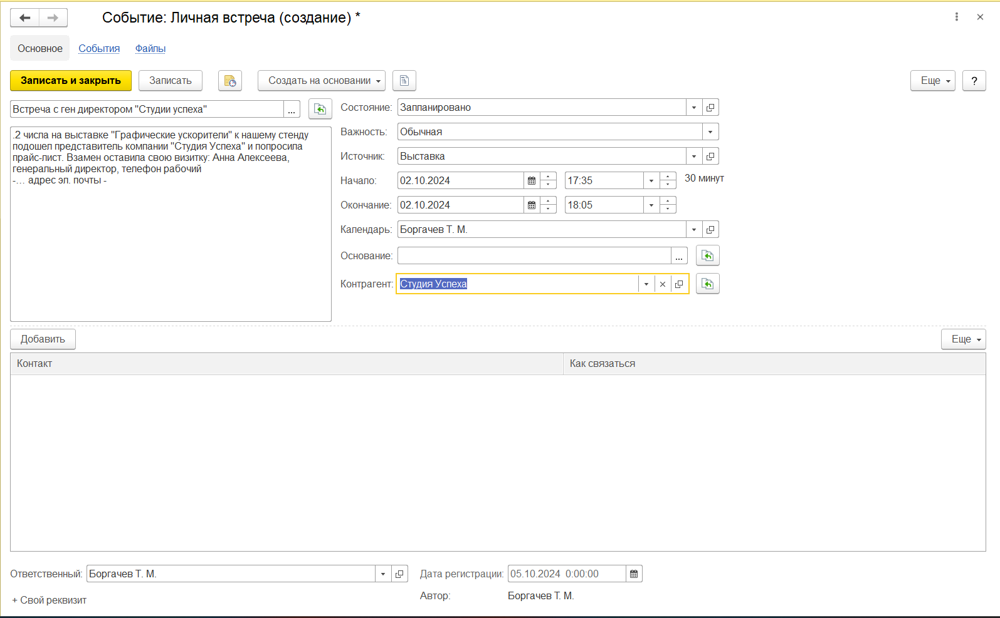 Событие: Личная встреча (создание) *
Основное События Файлы
Записать и закрыть Записать Создать на основании Еще ?
Встреча с ген директором "Студии успеха" ...
.2 числа на выставке "Графические ускорители" к нашему стенду
подошел представитель компании "Студия Успеха" и попросила
прайс-лист. Взамен оставила свою визитку: Анна Алексеева,
генеральный директор, телефон рабочий
-… адрес эл. почты -
Состояние: Запланировано
Важность: Обычная
Источник: Выставка
Начало: 02.10.2024 17:35 30 минут
Окончание: 02.10.2024 18:05
Календарь: Боргачев Т. М.
Основание: ...
Контрагент: Студия Успеха
Добавить Еще
Контакт Как связаться
Ответственный: Боргачев Т. М. Дата регистрации: 05.10.2024 0:00:00
Автор: Боргачев Т. М.
+ Свой реквизит